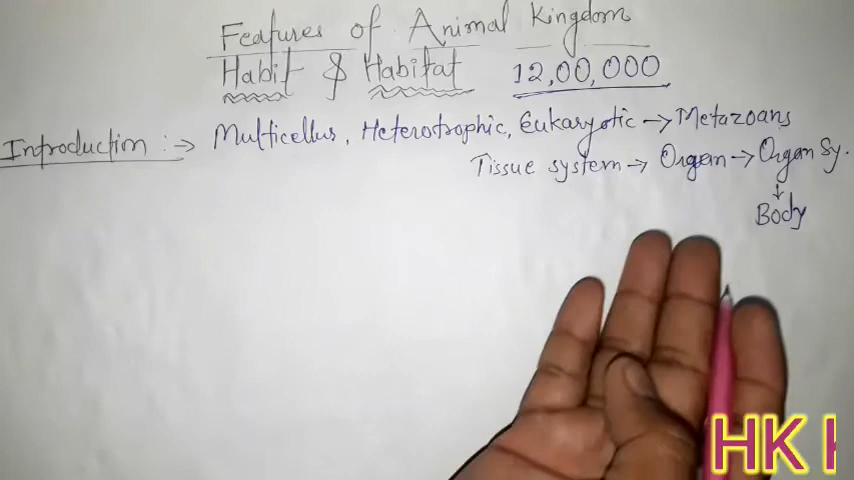 Features of Animal Kingdom
Habit & Habitat 12,00,000
Introduction :→ Multicellus, Heterotrophic, Eukaryotic → Metazoans
Tissue system → Organ → Organ Sy.
↓
Body
HK